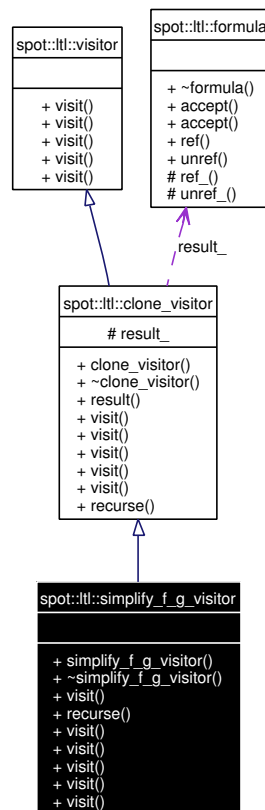 spot::ltl::visitor
+ visit()
+ visit()
+ visit()
+ visit()
+ visit()
spot::ltl::formula
+ ~formula()
+ accept()
+ accept()
+ ref()
+ unref()
# ref_()
# unref_()
result_
spot::ltl::clone_visitor
# result_
+ clone_visitor()
+ ~clone_visitor()
+ result()
+ visit()
+ visit()
+ visit()
+ visit()
+ visit()
+ recurse()
spot::ltl::simplify_f_g_visitor
+ simplify_f_g_visitor()
+ ~simplify_f_g_visitor()
+ visit()
+ recurse()
+ visit()
+ visit()
+ visit()
+ visit()
+ visit()